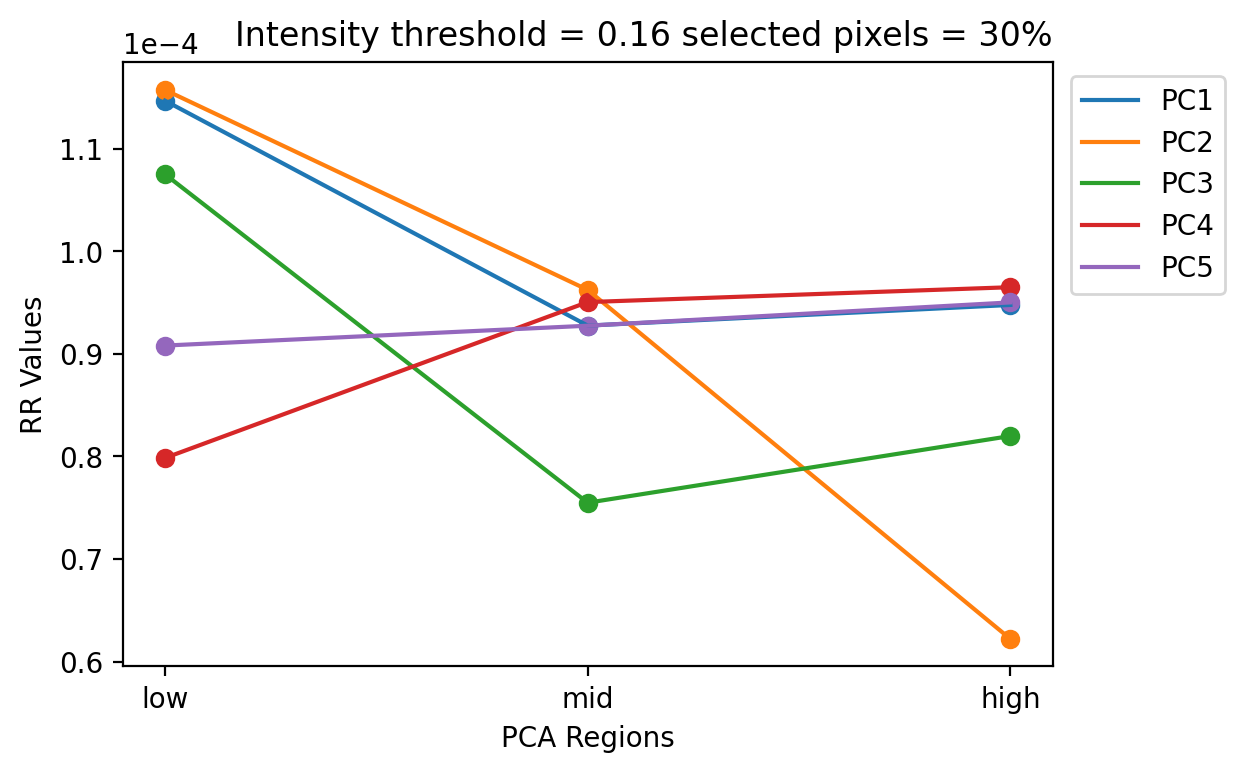 Intensity threshold = 0.16 selected pixels = 30%
1e−4
1.1
1.0
0.9
0.8
0.7
0.6
RR Values
low mid high
PCA Regions
PC1
PC2
PC3
PC4
PC5